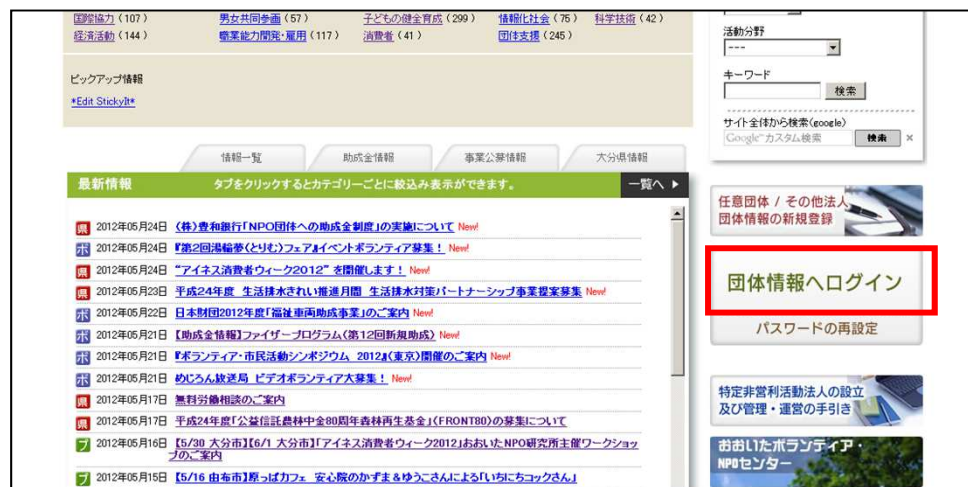 国際協力(107) 男女共同参画(57) 子どもの健全育成(299) 情報化社会(75) 科学技術(42)
経済活動(144) 職業能力開発・雇用(117) 消費者(41) 団体支援(245)
ピックアップ情報
*Edit StickyIt*
活動分野
---
キーワード
検索
サイト全体から検索(google)
Google™カスタム検索 検索 ×
情報一覧 助成金情報 事業公募情報 大分県情報
最新情報 タブをクリックするとカテゴリーごとに絞込み表示ができます。 一覧へ ▶
県 2012年05月24日 (株)豊和銀行「NPO団体への助成金制度」の実施について New!
ボ 2012年05月24日 『第2回湯輪夢(とりむ)フェア』イベントボランティア募集! New!
県 2012年05月24日 “アイネス消費者ウィーク2012”を開催します! New!
県 2012年05月23日 平成24年度 生活排水きれい推進月間 生活排水対策パートナーシップ事業提案募集 New!
ボ 2012年05月22日 日本財団2012年度「福祉車両助成事業」のご案内 New!
ボ 2012年05月21日 【助成金情報】ファイザープログラム(第12回新規助成) New!
ボ 2012年05月21日 『ボランティア・市民活動シンポジウム 2012』(東京)開催のご案内 New!
ボ 2012年05月21日 めじろん放送局 ビデオボランティア大募集! New!
県 2012年05月17日 無料労働相談のご案内
県 2012年05月17日 平成24年度「公益信託農林中金80周年森林再生基金」(FRONT80)の募集について
ブ 2012年05月16日 【5/30 大分市】【6/1 大分市】「アイネス消費者ウィーク2012」おおいたNPO研究所主催ワークショップのご案内
ブ 2012年05月15日 【5/16 由布市】原っぱカフェ 安心院のかずま&ゆうこさんによる「いちにちコックさん」
任意団体 / その他法人
団体情報の新規登録
団体情報へログイン
パスワードの再設定
特定非営利活動法人の設立
及び管理・運営の手引き
おおいたボランティア・
NPOセンター